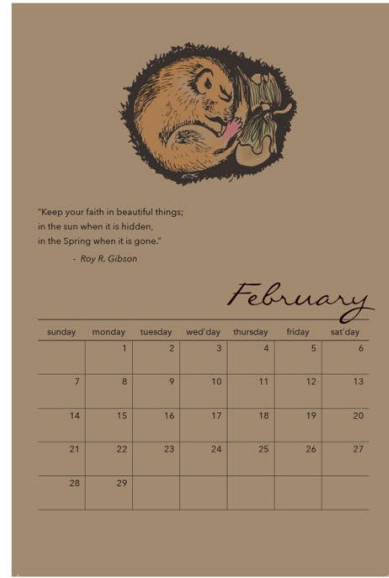 "Keep your faith in beautiful things;
in the sun when it is hidden,
in the Spring when it is gone."
- Roy R. Gibson
February
sunday monday tuesday wed'day thursday friday sat'day
1 2 3 4 5 6
7 8 9 10 11 12 13
14 15 16 17 18 19 20
21 22 23 24 25 26 27
28 29